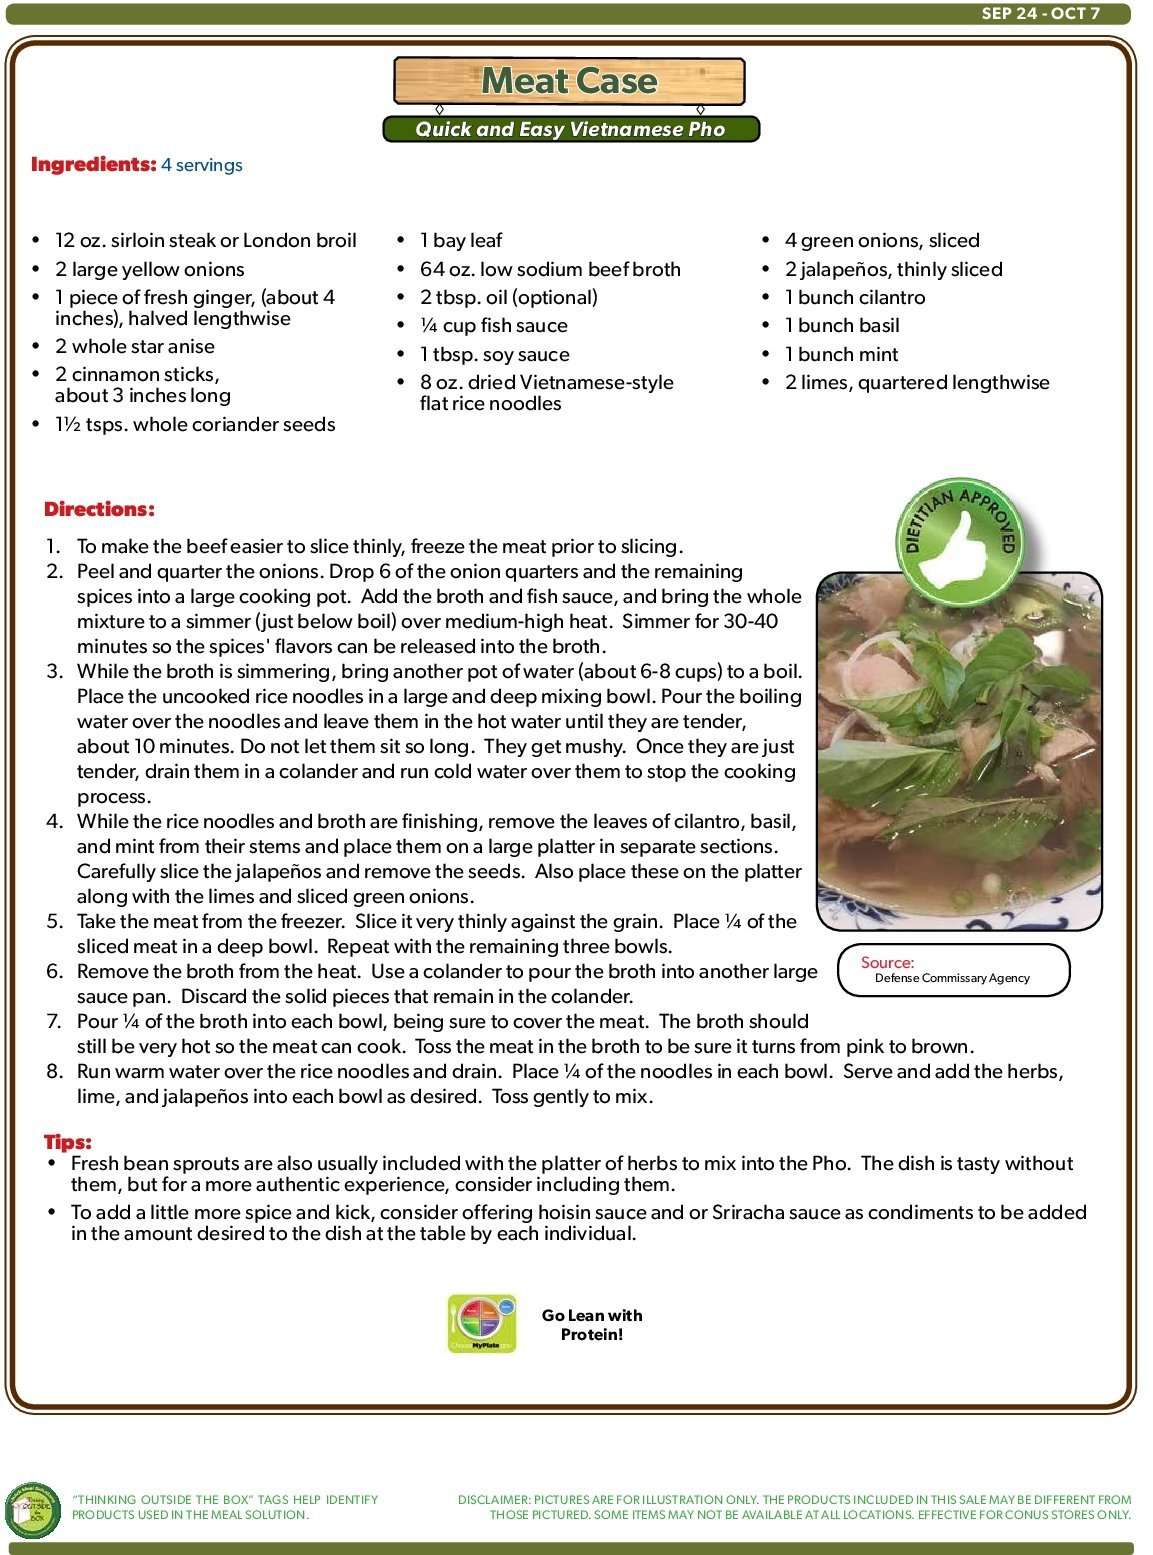 SEP 24 - OCT 7
Meat Case
Quick and Easy Vietnamese Pho
Ingredients: 4 servings
• 12 oz. sirloin steak or London broil
• 2 large yellow onions
• 1 piece of fresh ginger, (about 4
inches), halved lengthwise
• 2 whole star anise
• 2 cinnamon sticks,
about 3 inches long
• 1½ tsps. whole coriander seeds
• 1 bay leaf
• 64 oz. low sodium beef broth
• 2 tbsp. oil (optional)
• ¼ cup fish sauce
• 1 tbsp. soy sauce
• 8 oz. dried Vietnamese-style
flat rice noodles
• 4 green onions, sliced
• 2 jalapeños, thinly sliced
• 1 bunch cilantro
• 1 bunch basil
• 1 bunch mint
• 2 limes, quartered lengthwise
Directions:
DIETITIAN APPROVED
1. To make the beef easier to slice thinly, freeze the meat prior to slicing.
2. Peel and quarter the onions. Drop 6 of the onion quarters and the remaining
spices into a large cooking pot. Add the broth and fish sauce, and bring the whole
mixture to a simmer (just below boil) over medium-high heat. Simmer for 30-40
minutes so the spices' flavors can be released into the broth.
3. While the broth is simmering, bring another pot of water (about 6-8 cups) to a boil.
Place the uncooked rice noodles in a large and deep mixing bowl. Pour the boiling
water over the noodles and leave them in the hot water until they are tender,
about 10 minutes. Do not let them sit so long. They get mushy. Once they are just
tender, drain them in a colander and run cold water over them to stop the cooking
process.
4. While the rice noodles and broth are finishing, remove the leaves of cilantro, basil,
and mint from their stems and place them on a large platter in separate sections.
Carefully slice the jalapeños and remove the seeds. Also place these on the platter
along with the limes and sliced green onions.
5. Take the meat from the freezer. Slice it very thinly against the grain. Place ¼ of the
sliced meat in a deep bowl. Repeat with the remaining three bowls.
6. Remove the broth from the heat. Use a colander to pour the broth into another large
sauce pan. Discard the solid pieces that remain in the colander.
7. Pour ¼ of the broth into each bowl, being sure to cover the meat. The broth should
still be very hot so the meat can cook. Toss the meat in the broth to be sure it turns from pink to brown.
8. Run warm water over the rice noodles and drain. Place ¼ of the noodles in each bowl. Serve and add the herbs,
lime, and jalapeños into each bowl as desired. Toss gently to mix.
Source:
Defense Commissary Agency
Tips:
• Fresh bean sprouts are also usually included with the platter of herbs to mix into the Pho. The dish is tasty without
them, but for a more authentic experience, consider including them.
• To add a little more spice and kick, consider offering hoisin sauce and or Sriracha sauce as condiments to be added
in the amount desired to the dish at the table by each individual.
MyPlate
Go Lean with
Protein!
Thinking
OUTSIDE
the
BOX
"THINKING OUTSIDE THE BOX" TAGS HELP IDENTIFY
PRODUCTS USED IN THE MEAL SOLUTION.
DISCLAIMER: PICTURES ARE FOR ILLUSTRATION ONLY. THE PRODUCTS INCLUDED IN THIS SALE MAY BE DIFFERENT FROM
THOSE PICTURED. SOME ITEMS MAY NOT BE AVAILABLE AT ALL LOCATIONS. EFFECTIVE FOR CONUS STORES ONLY.